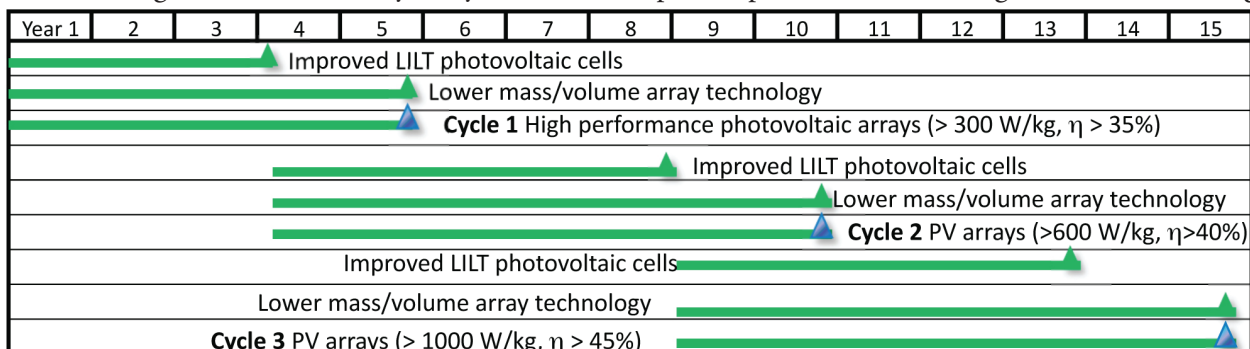 Year 1 2 3 4 5 6 7 8 9 10 11 12 13 14 15
Improved LILT photovoltaic cells
Lower mass/volume array technology
Cycle 1 High performance photovoltaic arrays (> 300 W/kg, η > 35%)
Improved LILT photovoltaic cells
Lower mass/volume array technology
Cycle 2 PV arrays (>600 W/kg, η>40%)
Improved LILT photovoltaic cells
Lower mass/volume array technology
Cycle 3 PV arrays (> 1000 W/kg, η > 45%)